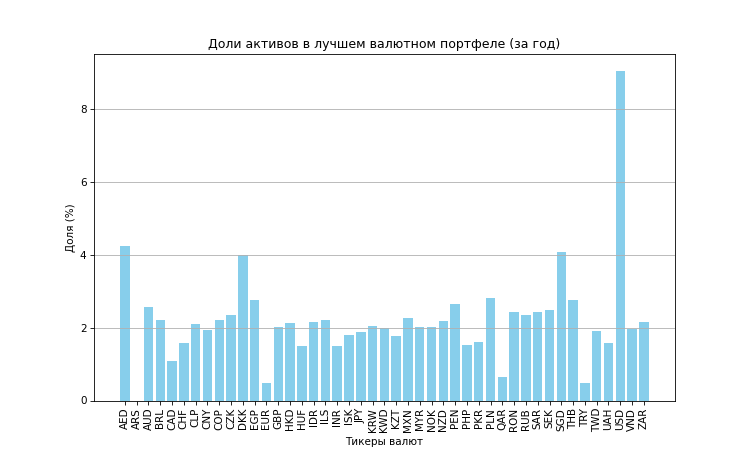 Доли активов в лучшем валютном портфеле (за год)
Доля (%)
8
6
4
2
0
AED ARS AUD BRL CAD CHF CLP CNY COP CZK DKK EGP EUR GBP HKD HUF IDR ILS INR ISK JPY KRW KWD KZT MXN MYR NOK NZD PEN PHP PKR PLN QAR RON RUB SAR SEK SGD THB TRY TWD UAH USD VND ZAR
Тикеры валют